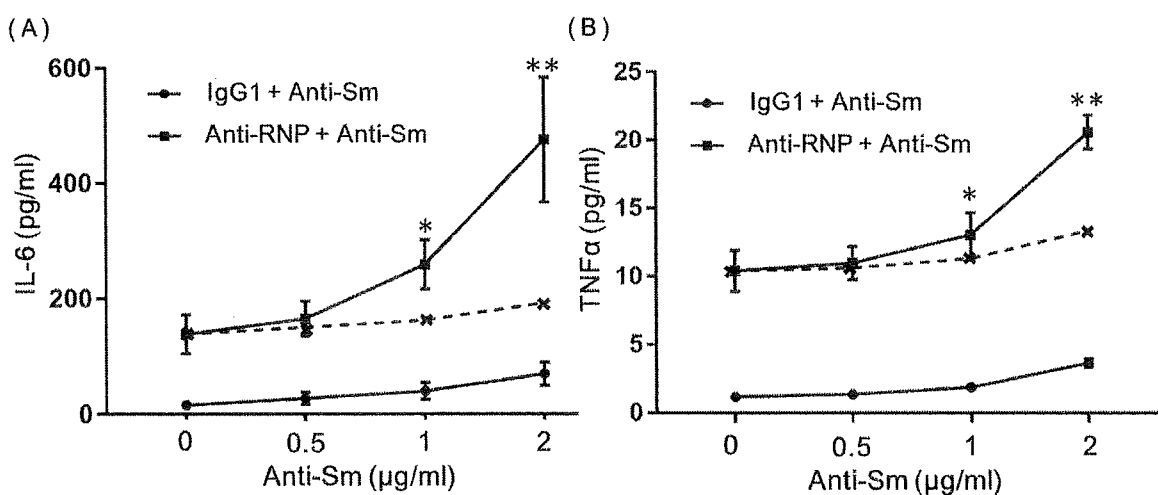 (A)
IL-6 (pg/ml)
600
400
200
0
IgG1 + Anti-Sm
Anti-RNP + Anti-Sm
*
**
0 0.5 1 2
Anti-Sm (µg/ml)
(B)
TNFα (pg/ml)
25
20
15
10
5
0
IgG1 + Anti-Sm
Anti-RNP + Anti-Sm
*
**
0 0.5 1 2
Anti-Sm (µg/ml)